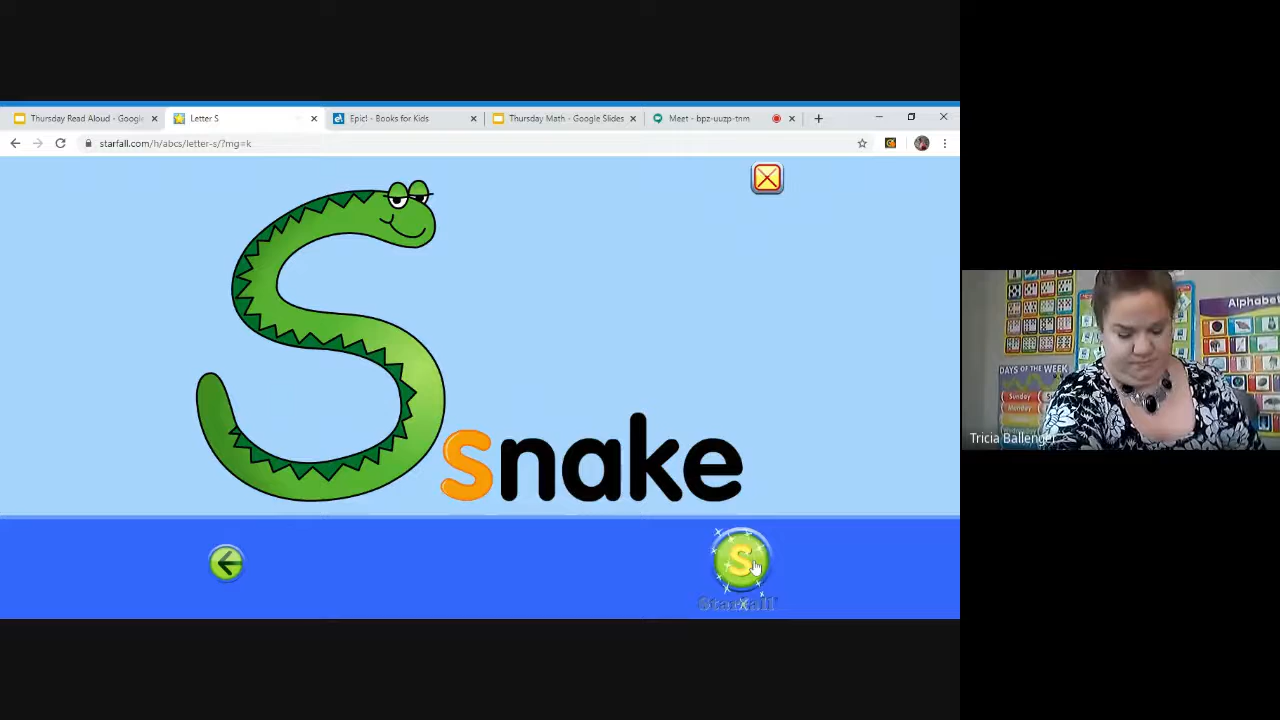 Thursday Read Aloud - Google
Letter S
Epic! - Books for Kids
Thursday Math - Google Slides
Meet - bpz-uuzp-tnm
starfall.com/h/abcs/letter-s/?mg=k
snake
S
Starfall
Alphabet
DAYS OF THE WEEK
Sunday
Monday
Tricia Ballenger